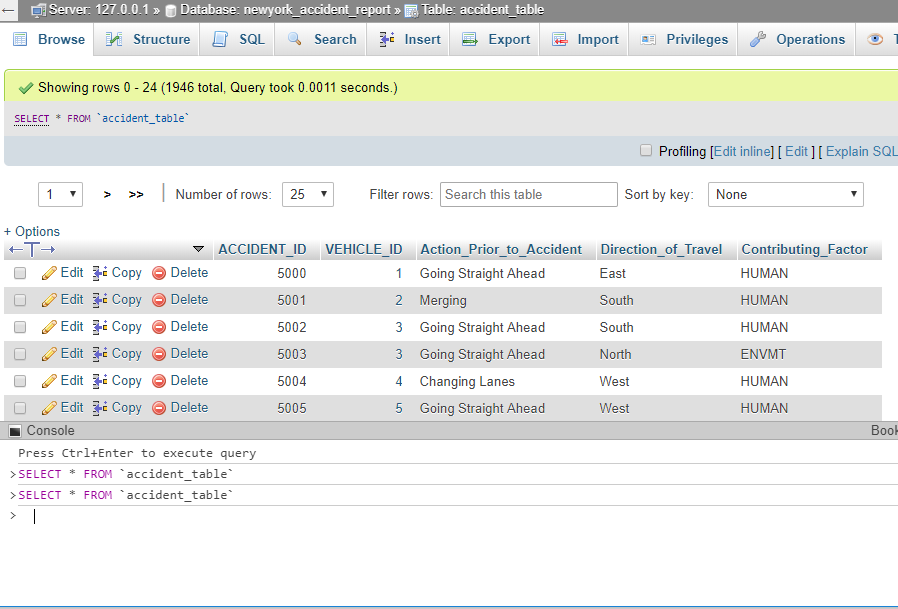 Server: 127.0.0.1 » Database: newyork_accident_report » Table: accident_table
Browse Structure SQL Search Insert Export Import Privileges Operations
Showing rows 0 - 24 (1946 total, Query took 0.0011 seconds.)
SELECT * FROM `accident_table`
Profiling [Edit inline] [ Edit ] [ Explain SQL
1 > >> Number of rows: 25 Filter rows: Search this table Sort by key: None
+ Options
ACCIDENT_ID VEHICLE_ID Action_Prior_to_Accident Direction_of_Travel Contributing_Factor
Edit Copy Delete 5000 1 Going Straight Ahead East HUMAN
Edit Copy Delete 5001 2 Merging South HUMAN
Edit Copy Delete 5002 3 Going Straight Ahead South HUMAN
Edit Copy Delete 5003 3 Going Straight Ahead North ENVMT
Edit Copy Delete 5004 4 Changing Lanes West HUMAN
Edit Copy Delete 5005 5 Going Straight Ahead West HUMAN
Console Book
Press Ctrl+Enter to execute query
>SELECT * FROM `accident_table`
>SELECT * FROM `accident_table`
>